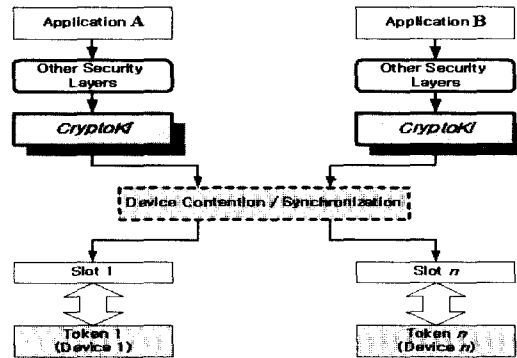 Application A
Application B
Other Security
Layers
Other Security
Layers
CryptoKi
CryptoKi
Device Contention / Synchronization
Slot 1
Slot n
Token 1
(Device 1)
Token n
(Device n)